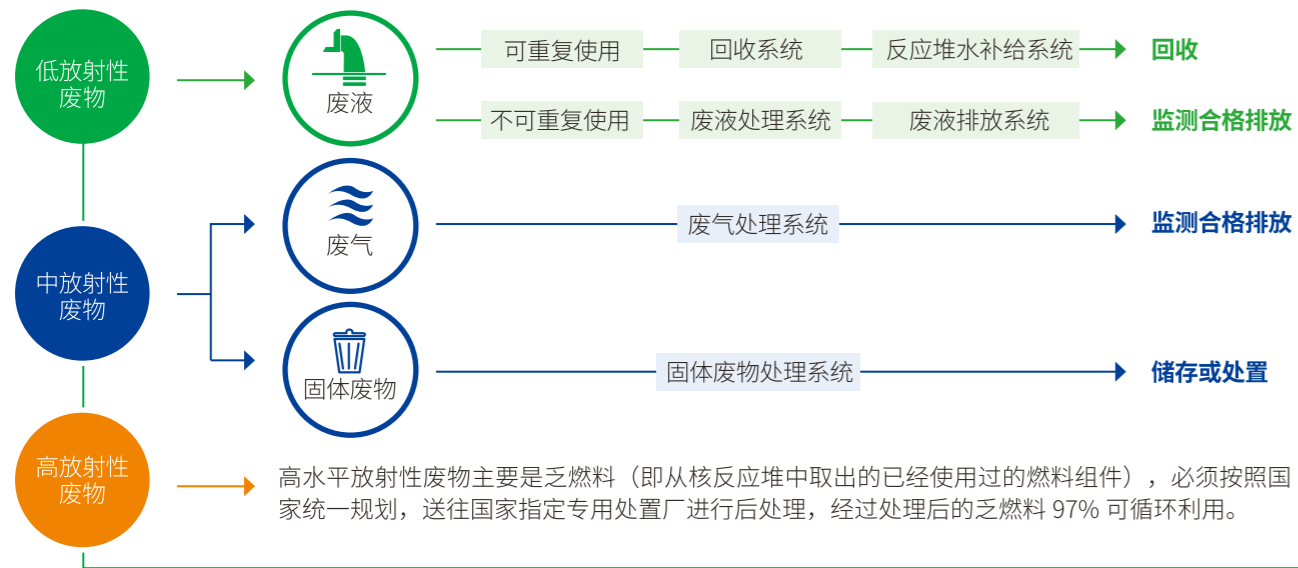 低放射性
废物
废液
可重复使用
回收系统
反应堆水补给系统
回收
不可重复使用
废液处理系统
废液排放系统
监测合格排放
中放射性
废物
废气
废气处理系统
监测合格排放
固体废物
固体废物处理系统
储存或处置
高放射性
废物
高水平放射性废物主要是乏燃料（即从核反应堆中取出的已经使用过的燃料组件），必须按照国
家统一规划，送往国家指定专用处置厂进行后处理，经过处理后的乏燃料 97% 可循环利用。